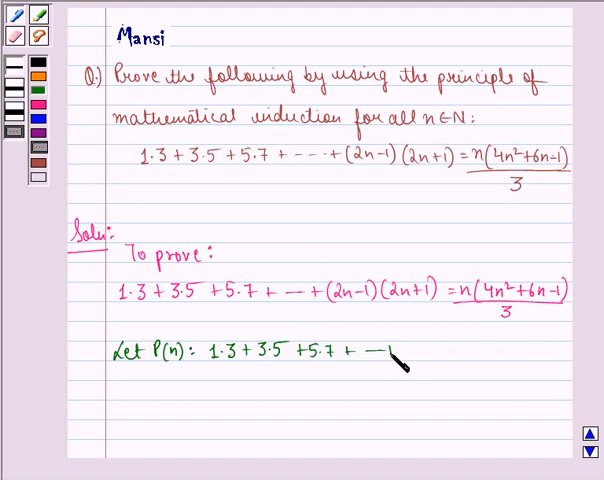 Mansi
Q.) Prove the following by using the principle of
mathematical induction for all n∈N:
1.3 + 3.5 + 5.7 + ---- + (2n-1)(2n+1) = n(4n²+6n-1)/3
Soln:
To prove:
1.3 + 3.5 + 5.7 + --- + (2n-1)(2n+1) = n(4n²+6n-1)/3
Let P(n): 1.3 + 3.5 + 5.7 + —